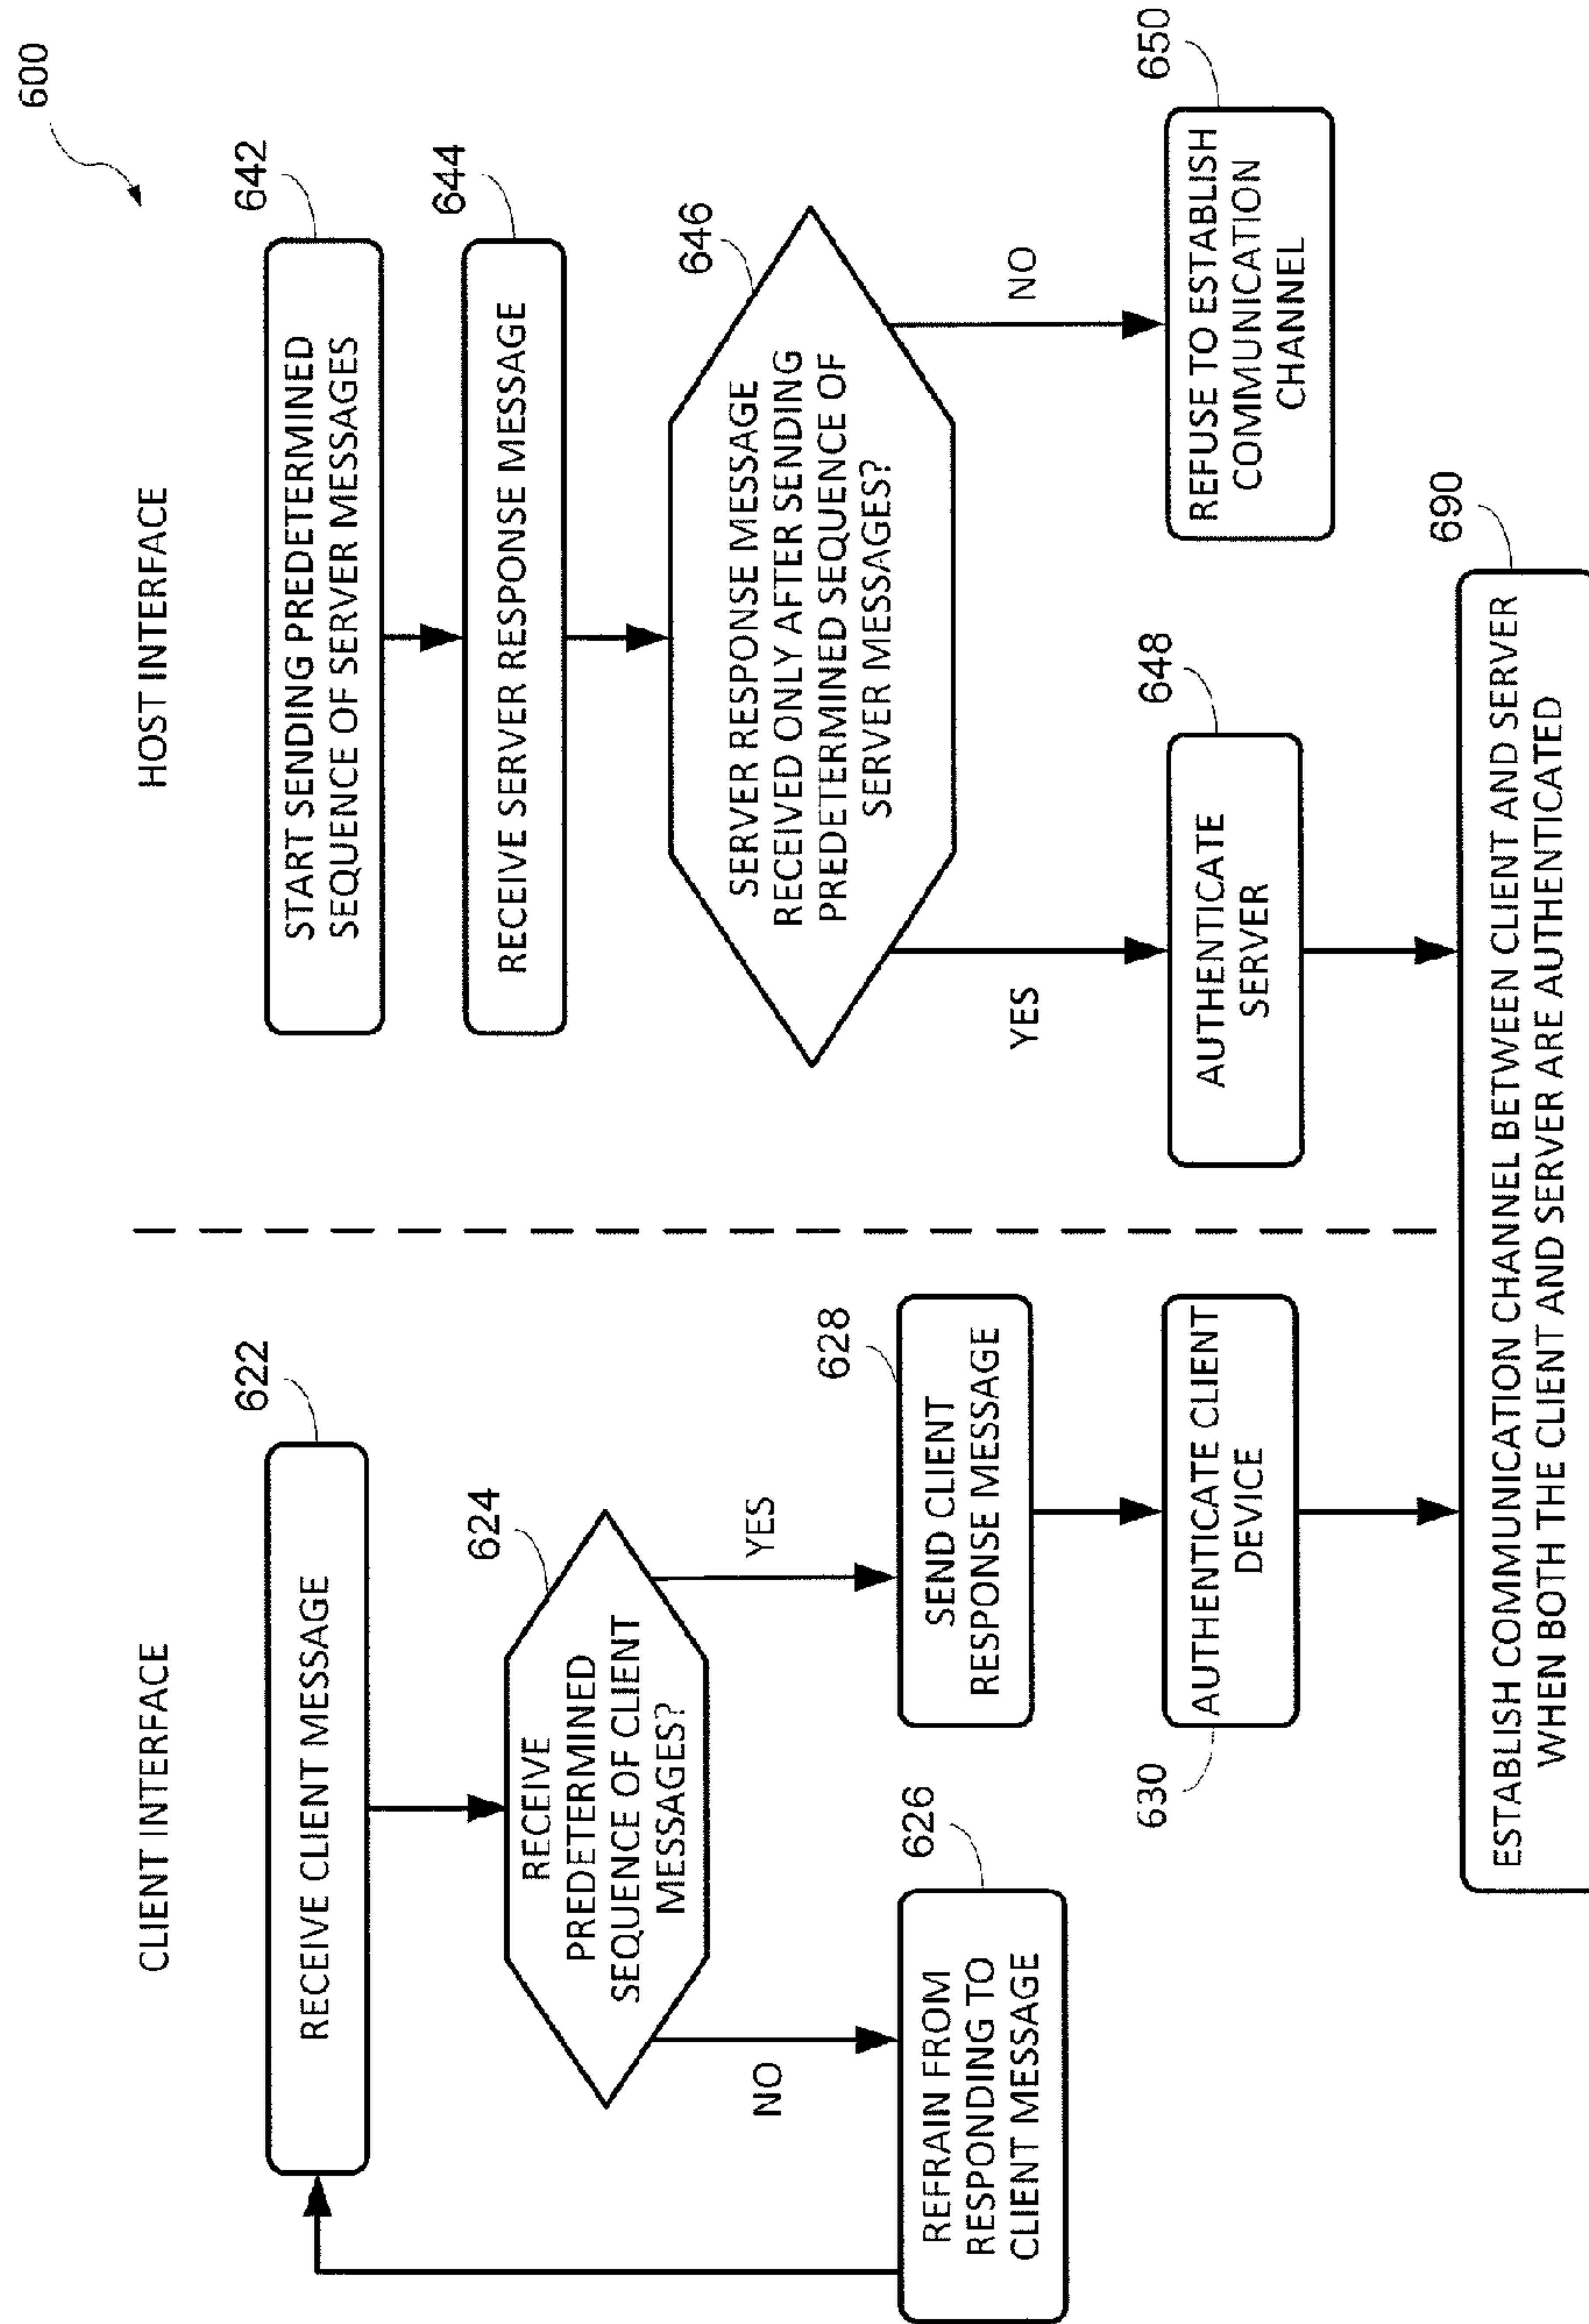 600
CLIENT INTERFACE
622
RECEIVE CLIENT MESSAGE
624
RECEIVE
PREDETERMINED
SEQUENCE OF CLIENT
MESSAGES?
NO
YES
626
REFRAIN FROM
RESPONDING TO
CLIENT MESSAGE
628
SEND CLIENT
RESPONSE MESSAGE
630
AUTHENTICATE CLIENT
DEVICE
HOST INTERFACE
642
START SENDING PREDETERMINED
SEQUENCE OF SERVER MESSAGES
644
RECEIVE SERVER RESPONSE MESSAGE
646
SERVER RESPONSE MESSAGE
RECEIVED ONLY AFTER SENDING
PREDETERMINED SEQUENCE OF
SERVER MESSAGES?
YES
NO
648
AUTHENTICATE
SERVER
650
REFUSE TO ESTABLISH
COMMUNICATION
CHANNEL
690
ESTABLISH COMMUNICATION CHANNEL BETWEEN CLIENT AND SERVER
WHEN BOTH THE CLIENT AND SERVER ARE AUTHENTICATED